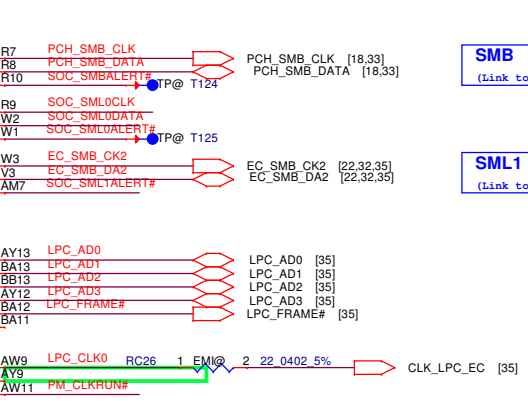 R7 PCH_SMB_CLK PCH_SMB_CLK [18,33]
R8 PCH_SMB_DATA PCH_SMB_DATA [18,33]
R10 SOC_SMBALERT# TP@ T124
SMB
(Link to
R9 SOC_SML0CLK
W2 SOC_SML0DATA
W1 SOC_SML0ALERT# TP@ T125
W3 EC_SMB_CK2 EC_SMB_CK2 [22,32,35]
V3 EC_SMB_DA2 EC_SMB_DA2 [22,32,35]
AM7 SOC_SML1ALERT#
SML1
(Link to
AY13 LPC_AD0 LPC_AD0 [35]
BA13 LPC_AD1 LPC_AD1 [35]
BB13 LPC_AD2 LPC_AD2 [35]
AY12 LPC_AD3 LPC_AD3 [35]
BA12 LPC_FRAME# LPC_FRAME# [35]
BA11
AW9 LPC_CLK0 RC26 1 EMI@ 2 22_0402_5% CLK_LPC_EC [35]
AY9
AW11 PM_CLKRUN#